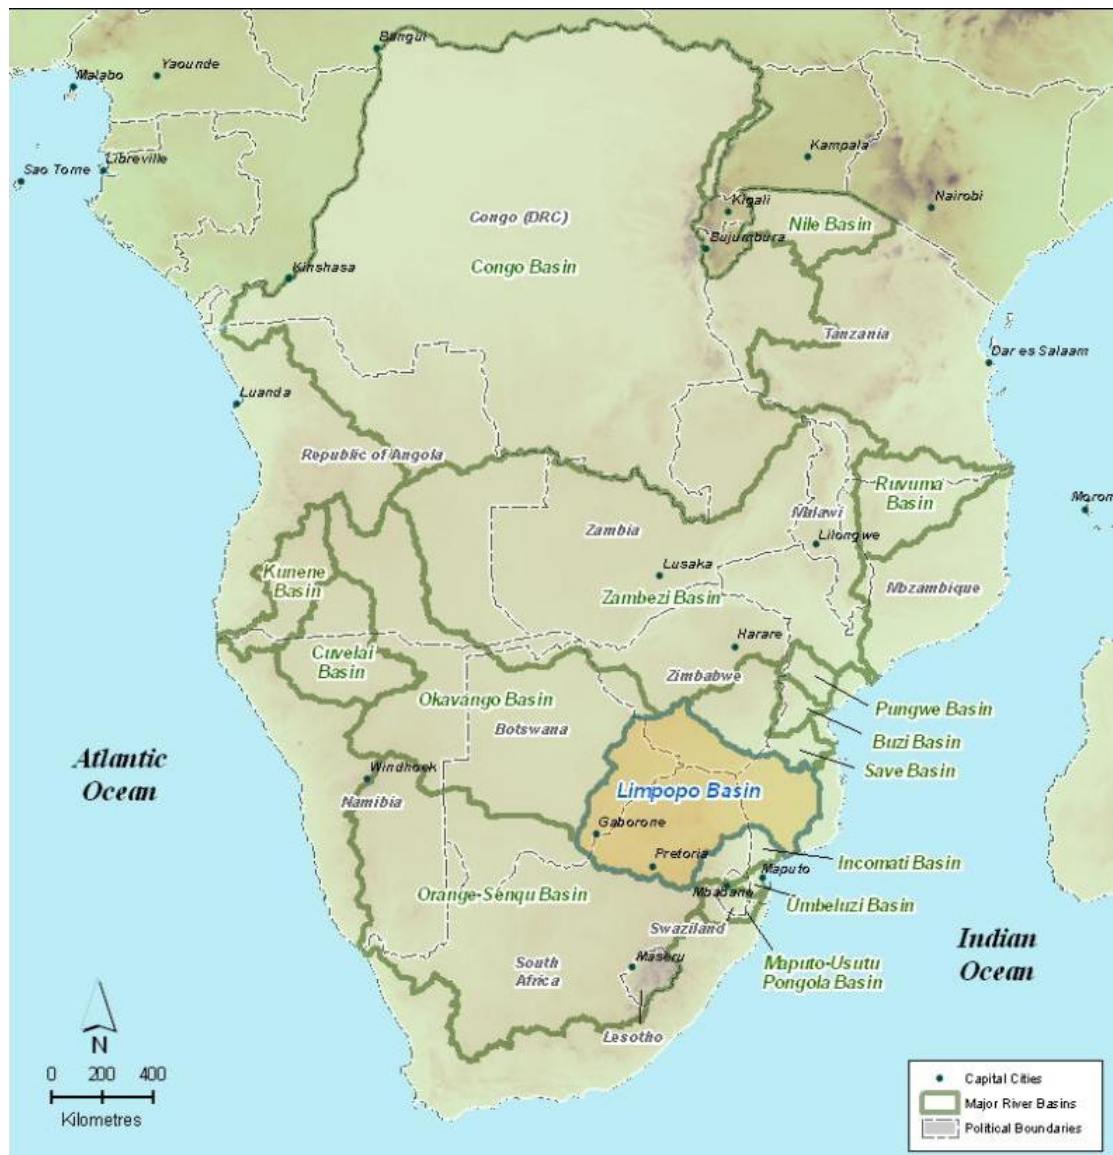 Bangui
Yaounde
Malabo
Libreville
Sao Tome
Kampala
Nairobi
Kigali
Congo (DRC)
Nile Basin
Bujumbura
Congo Basin
Kinshasa
Tanzania
Dar es Salaam
Luanda
Republic of Angola
Ruvuma
Basin
Moron
Malawi
Zambia
Lilongwe
Kunene
Basin
Lusaka
Mozambique
Zambezi Basin
Harare
Cuvelai
Basin
Zimbabwe
Okavango Basin
Pungwe Basin
Botswana
Buzi Basin
Atlantic
Ocean
Save Basin
Windhoek
Namibia
Limpopo Basin
Gaborone
Pretoria
Incomati Basin
Maputo
Mbabane
Orange-Senqu Basin
Umbeluzi Basin
Swaziland
Indian
Ocean
Maputo-Usutu
Pongola Basin
South
Africa
Maseru
Lesotho
N
0 200 400
Kilometres
Capital Cities
Major River Basins
Political Boundaries